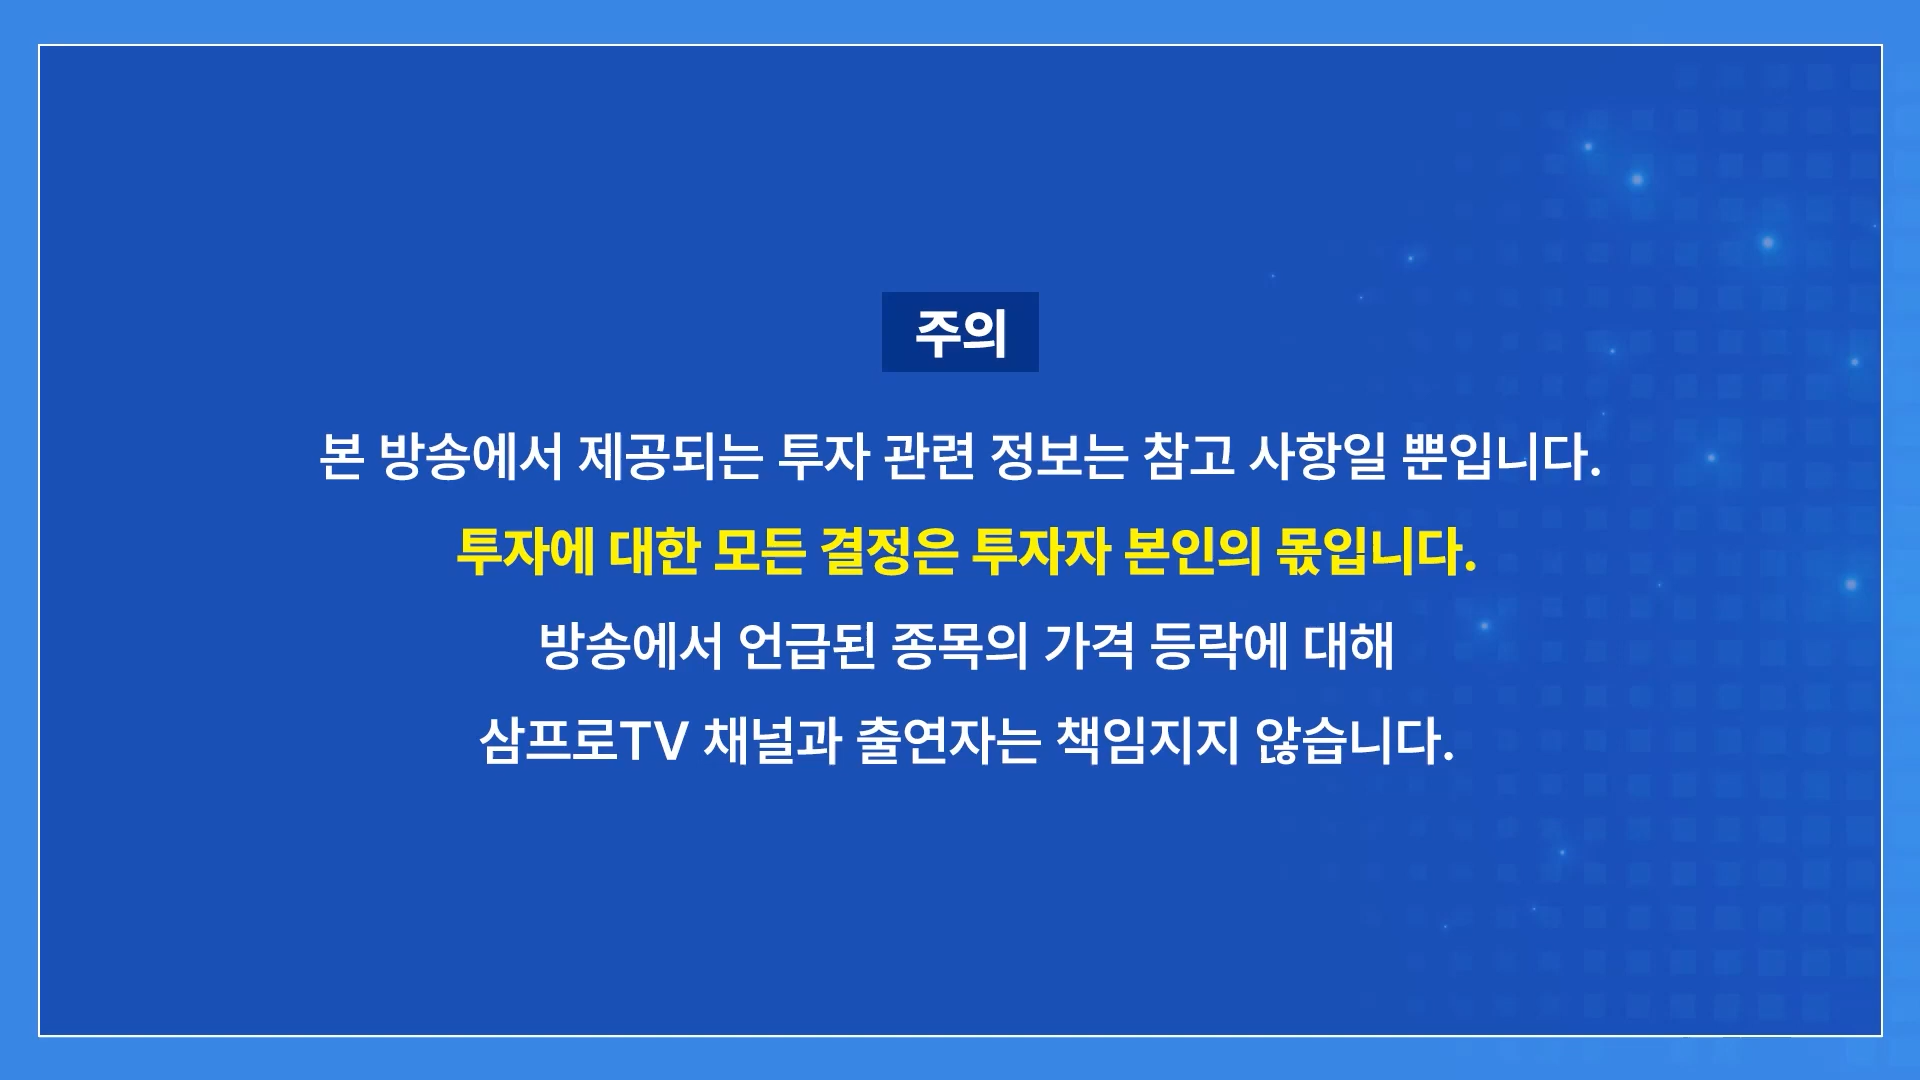 주의
본 방송에서 제공되는 투자 관련 정보는 참고 사항일 뿐입니다.
투자에 대한 모든 결정은 투자자 본인의 몫입니다.
방송에서 언급된 종목의 가격 등락에 대해
삼프로TV 채널과 출연자는 책임지지 않습니다.